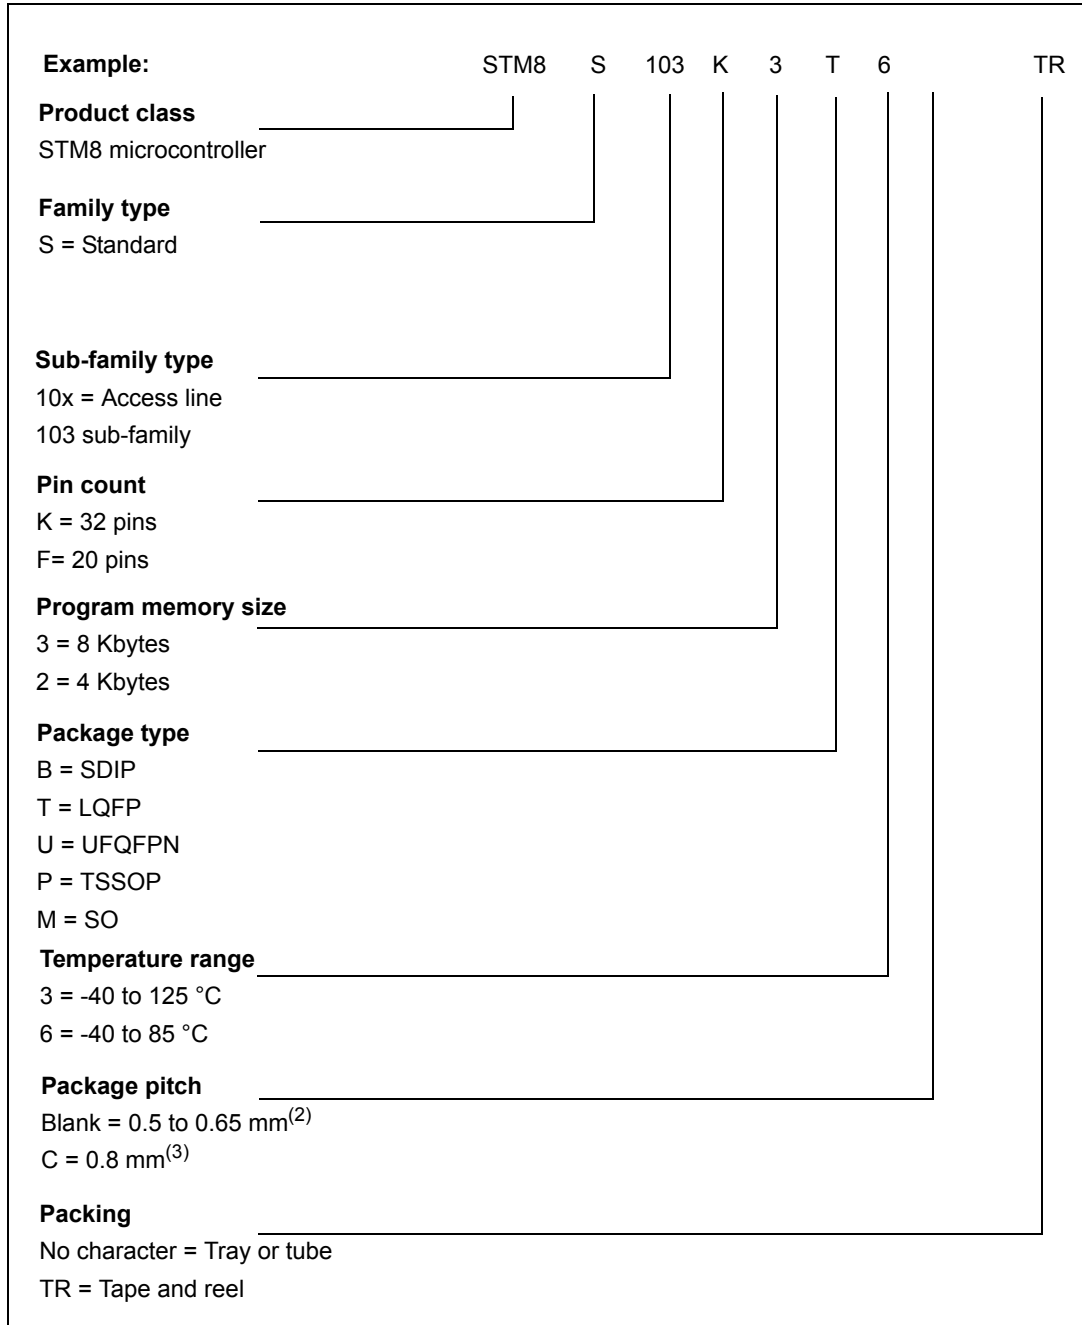 Example: STM8 S 103 K 3 T 6 TR
Product class
STM8 microcontroller
Family type
S = Standard
Sub-family type
10x = Access line
103 sub-family
Pin count
K = 32 pins
F= 20 pins
Program memory size
3 = 8 Kbytes
2 = 4 Kbytes
Package type
B = SDIP
T = LQFP
U = UFQFPN
P = TSSOP
M = SO
Temperature range
3 = -40 to 125 °C
6 = -40 to 85 °C
Package pitch
Blank = 0.5 to 0.65 mm(2)
C = 0.8 mm(3)
Packing
No character = Tray or tube
TR = Tape and reel